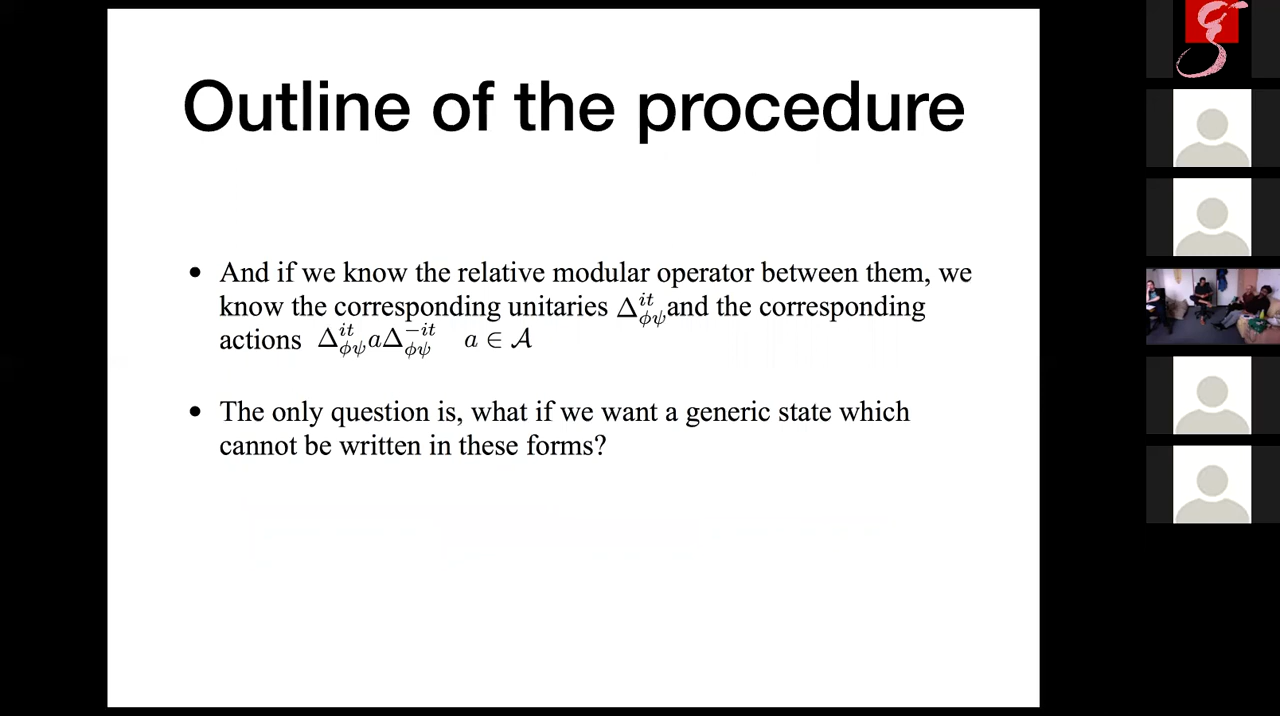 Outline of the procedure
• And if we know the relative modular operator between them, we
know the corresponding unitaries Δ^{it}_{ϕψ} and the corresponding
actions Δ^{it}_{ϕψ} a Δ^{-it}_{ϕψ} a ∈ 𝒜
• The only question is, what if we want a generic state which
cannot be written in these forms?